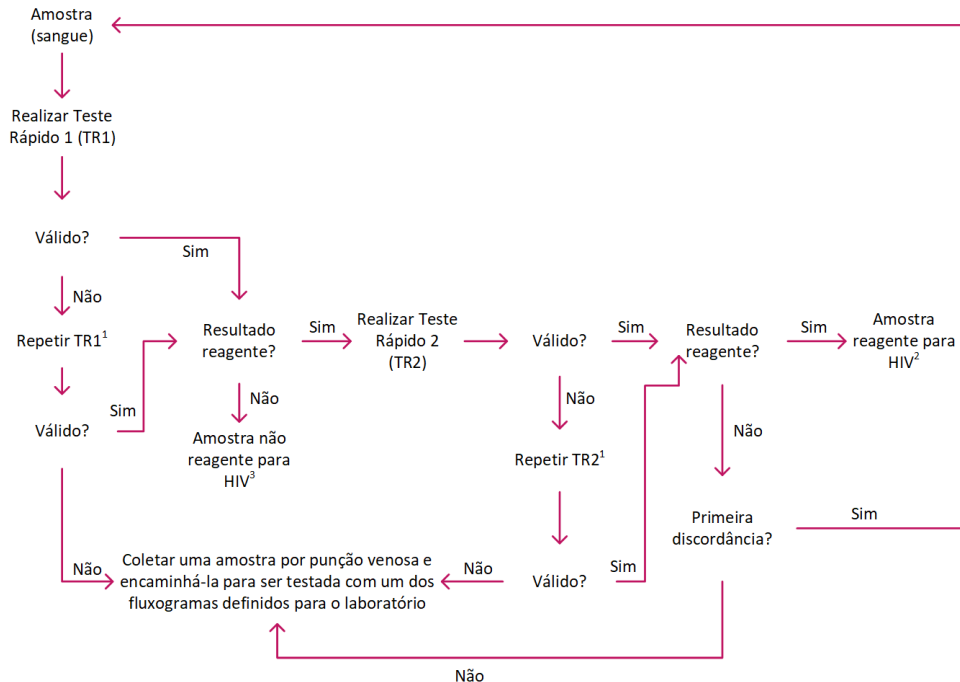 Amostra
(sangue)
Realizar Teste
Rápido 1 (TR1)
Válido?
Sim
Não
Repetir TR1¹
Válido?
Sim
Não
Resultado
reagente?
Sim
Não
Amostra não
reagente para
HIV³
Realizar Teste
Rápido 2
(TR2)
Válido?
Sim
Não
Repetir TR2¹
Válido?
Sim
Não
Coletar uma amostra por punção venosa e
encaminhá-la para ser testada com um dos
fluxogramas definidos para o laboratório
Resultado
reagente?
Sim
Amostra
reagente para
HIV²
Não
Primeira
discordância?
Sim
Não